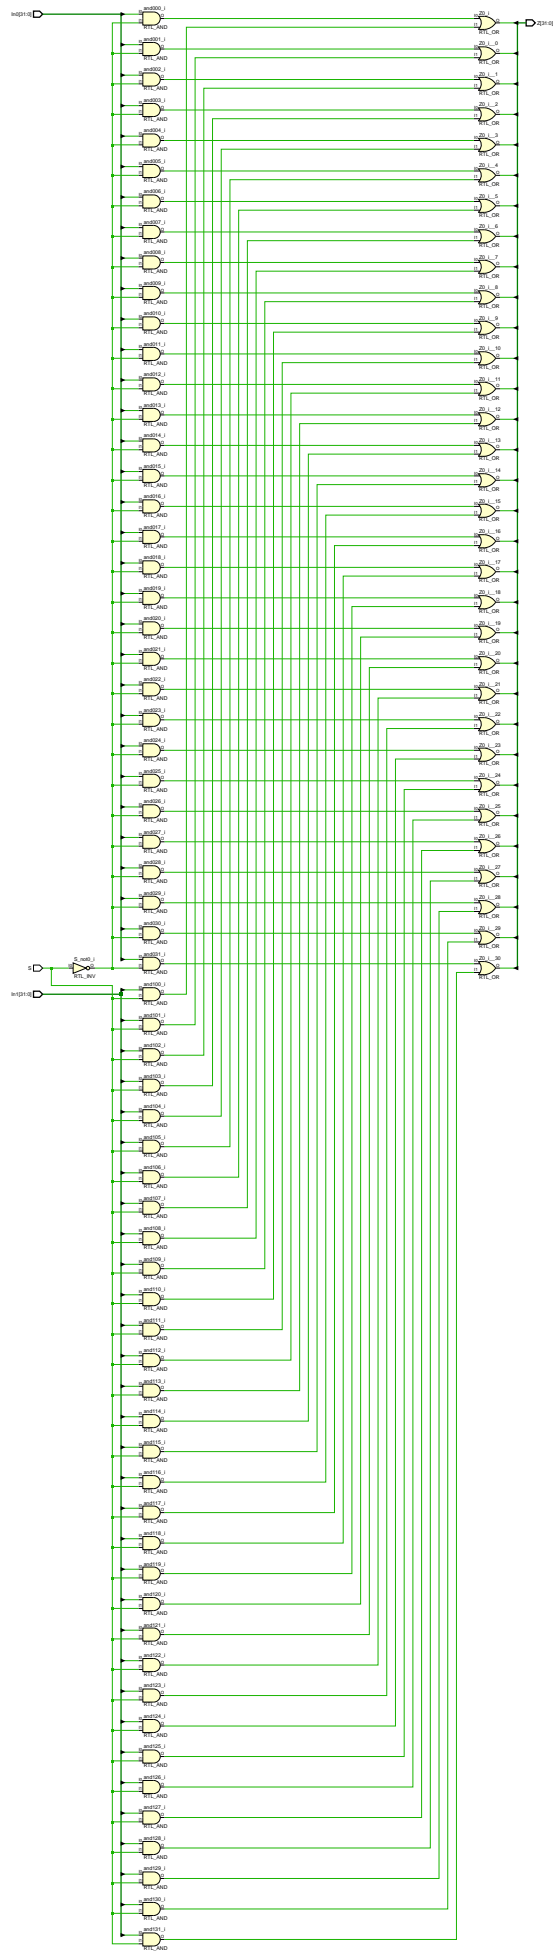 In0[31:0]
and000_i
RTL_AND
and001_i
RTL_AND
and002_i
RTL_AND
and003_i
RTL_AND
and004_i
RTL_AND
and005_i
RTL_AND
and006_i
RTL_AND
and007_i
RTL_AND
and008_i
RTL_AND
and009_i
RTL_AND
and010_i
RTL_AND
and011_i
RTL_AND
and012_i
RTL_AND
and013_i
RTL_AND
and014_i
RTL_AND
and015_i
RTL_AND
and016_i
RTL_AND
and017_i
RTL_AND
and018_i
RTL_AND
and019_i
RTL_AND
and020_i
RTL_AND
and021_i
RTL_AND
and022_i
RTL_AND
and023_i
RTL_AND
and024_i
RTL_AND
and025_i
RTL_AND
and026_i
RTL_AND
and027_i
RTL_AND
and028_i
RTL_AND
and029_i
RTL_AND
and030_i
RTL_AND
and031_i
RTL_AND
S
S_not0_i
RTL_INV
In1[31:0]
and100_i
RTL_AND
and101_i
RTL_AND
and102_i
RTL_AND
and103_i
RTL_AND
and104_i
RTL_AND
and105_i
RTL_AND
and106_i
RTL_AND
and107_i
RTL_AND
and108_i
RTL_AND
and109_i
RTL_AND
and110_i
RTL_AND
and111_i
RTL_AND
and112_i
RTL_AND
and113_i
RTL_AND
and114_i
RTL_AND
and115_i
RTL_AND
and116_i
RTL_AND
and117_i
RTL_AND
and118_i
RTL_AND
and119_i
RTL_AND
and120_i
RTL_AND
and121_i
RTL_AND
and122_i
RTL_AND
and123_i
RTL_AND
and124_i
RTL_AND
and125_i
RTL_AND
and126_i
RTL_AND
and127_i
RTL_AND
and128_i
RTL_AND
and129_i
RTL_AND
and130_i
RTL_AND
and131_i
RTL_AND
Z0_i
RTL_OR
Z0_i__0
RTL_OR
Z0_i__1
RTL_OR
Z0_i__2
RTL_OR
Z0_i__3
RTL_OR
Z0_i__4
RTL_OR
Z0_i__5
RTL_OR
Z0_i__6
RTL_OR
Z0_i__7
RTL_OR
Z0_i__8
RTL_OR
Z0_i__9
RTL_OR
Z0_i__10
RTL_OR
Z0_i__11
RTL_OR
Z0_i__12
RTL_OR
Z0_i__13
RTL_OR
Z0_i__14
RTL_OR
Z0_i__15
RTL_OR
Z0_i__16
RTL_OR
Z0_i__17
RTL_OR
Z0_i__18
RTL_OR
Z0_i__19
RTL_OR
Z0_i__20
RTL_OR
Z0_i__21
RTL_OR
Z0_i__22
RTL_OR
Z0_i__23
RTL_OR
Z0_i__24
RTL_OR
Z0_i__25
RTL_OR
Z0_i__26
RTL_OR
Z0_i__27
RTL_OR
Z0_i__28
RTL_OR
Z0_i__29
RTL_OR
Z0_i__30
RTL_OR
Z[31:0]